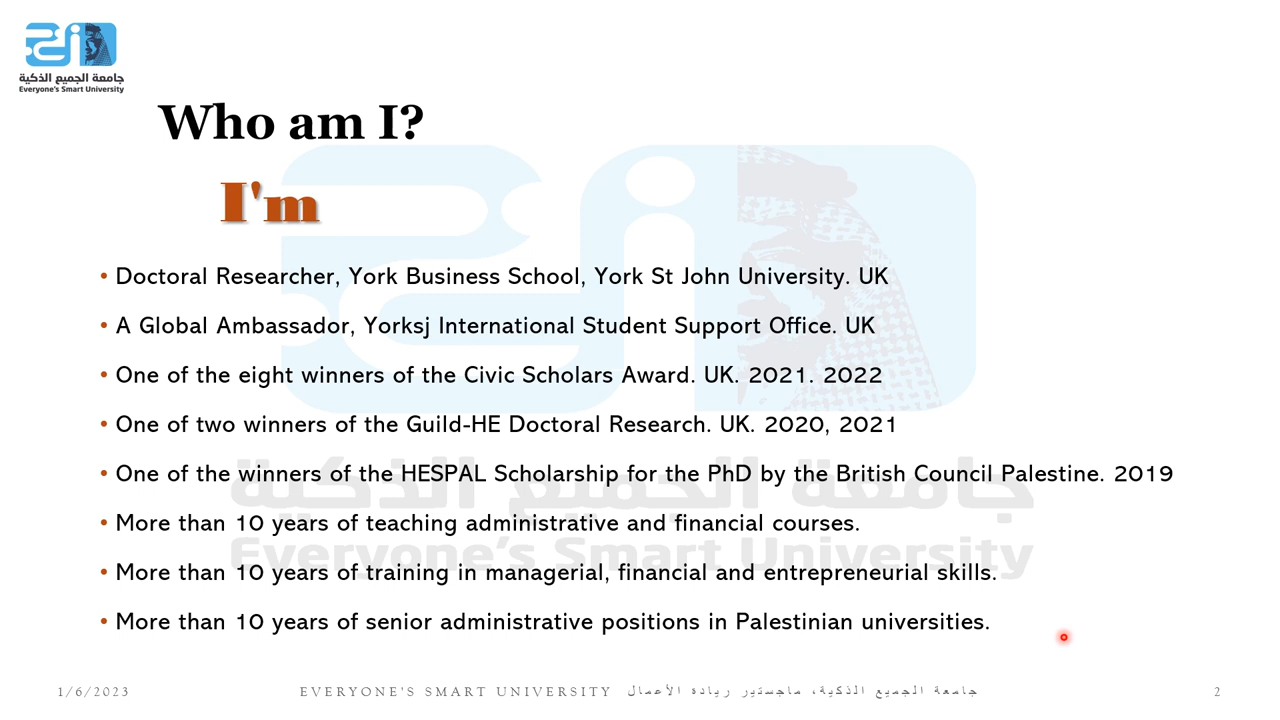 جامعة الجميع الذكية
Everyone's Smart University
Who am I?
I'm
• Doctoral Researcher, York Business School, York St John University. UK
• A Global Ambassador, Yorksj International Student Support Office. UK
• One of the eight winners of the Civic Scholars Award. UK. 2021. 2022
• One of two winners of the Guild-HE Doctoral Research. UK. 2020, 2021
• One of the winners of the HESPAL Scholarship for the PhD by the British Council Palestine. 2019
• More than 10 years of teaching administrative and financial courses.
• More than 10 years of training in managerial, financial and entrepreneurial skills.
• More than 10 years of senior administrative positions in Palestinian universities.
جامعة الجميع الذكية
Everyone's Smart University
1/6/2023
EVERYONE'S SMART UNIVERSITY جامعة الجميع الذكية، ماجستير ريادة الأعمال
2